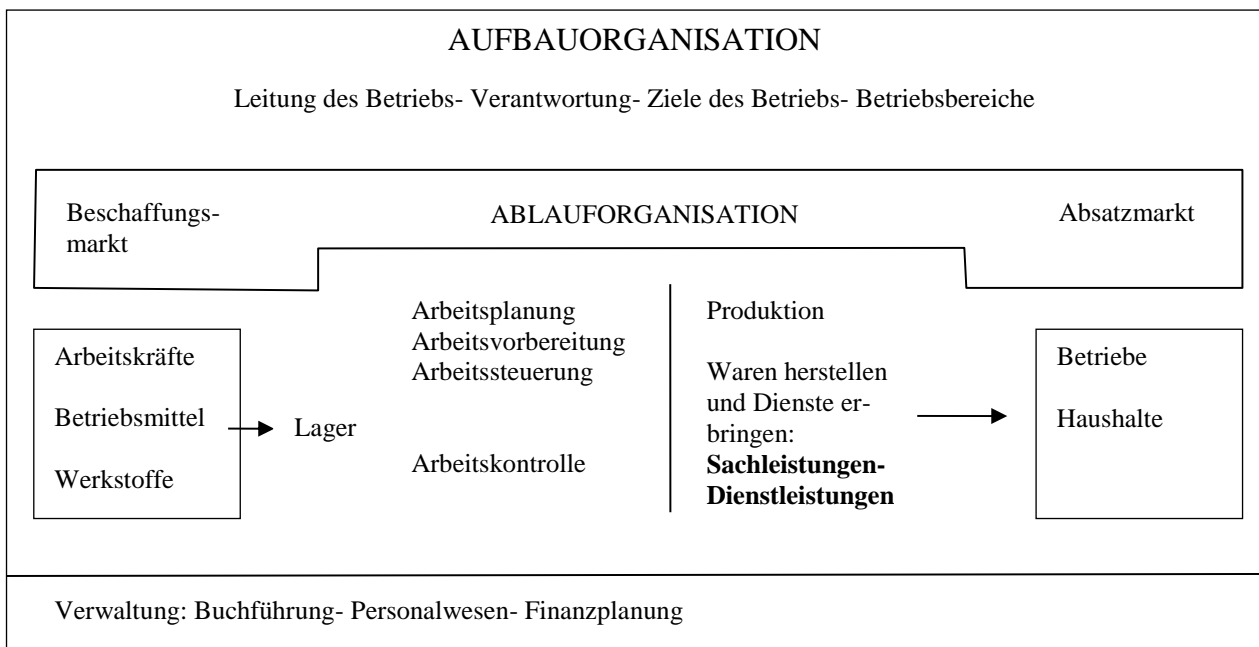 AUFBAUORGANISATION
Leitung des Betriebs- Verantwortung- Ziele des Betriebs- Betriebsbereiche
Beschaffungs-
markt
ABLAUFORGANISATION
Absatzmarkt
Arbeitskräfte
Betriebsmittel
Werkstoffe
Lager
Arbeitsplanung
Arbeitsvorbereitung
Arbeitssteuerung
Arbeitskontrolle
Produktion
Waren herstellen
und Dienste er-
bringen:
Sachleistungen-
Dienstleistungen
Betriebe
Haushalte
Verwaltung: Buchführung- Personalwesen- Finanzplanung